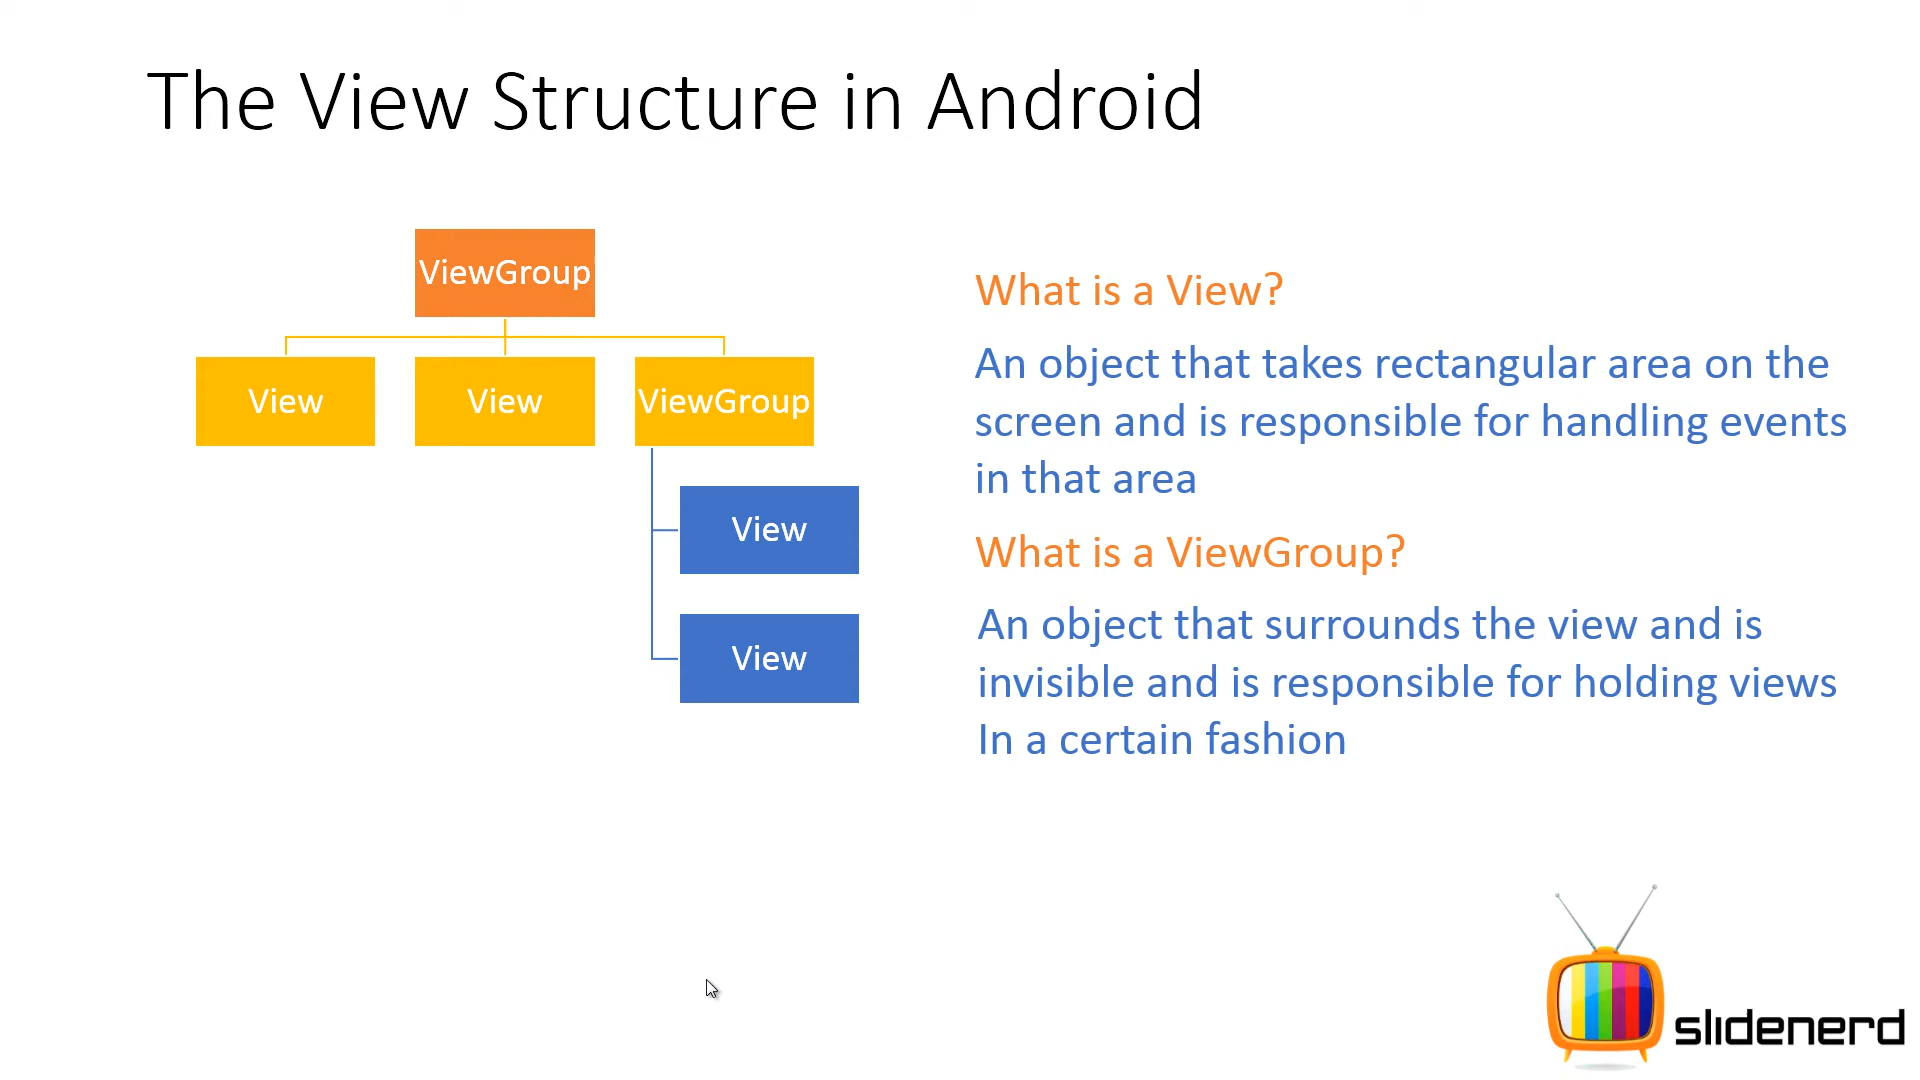 The View Structure in Android
ViewGroup
View
View
ViewGroup
View
View
What is a View?
An object that takes rectangular area on the
screen and is responsible for handling events
in that area
What is a ViewGroup?
An object that surrounds the view and is
invisible and is responsible for holding views
In a certain fashion
slidenerd